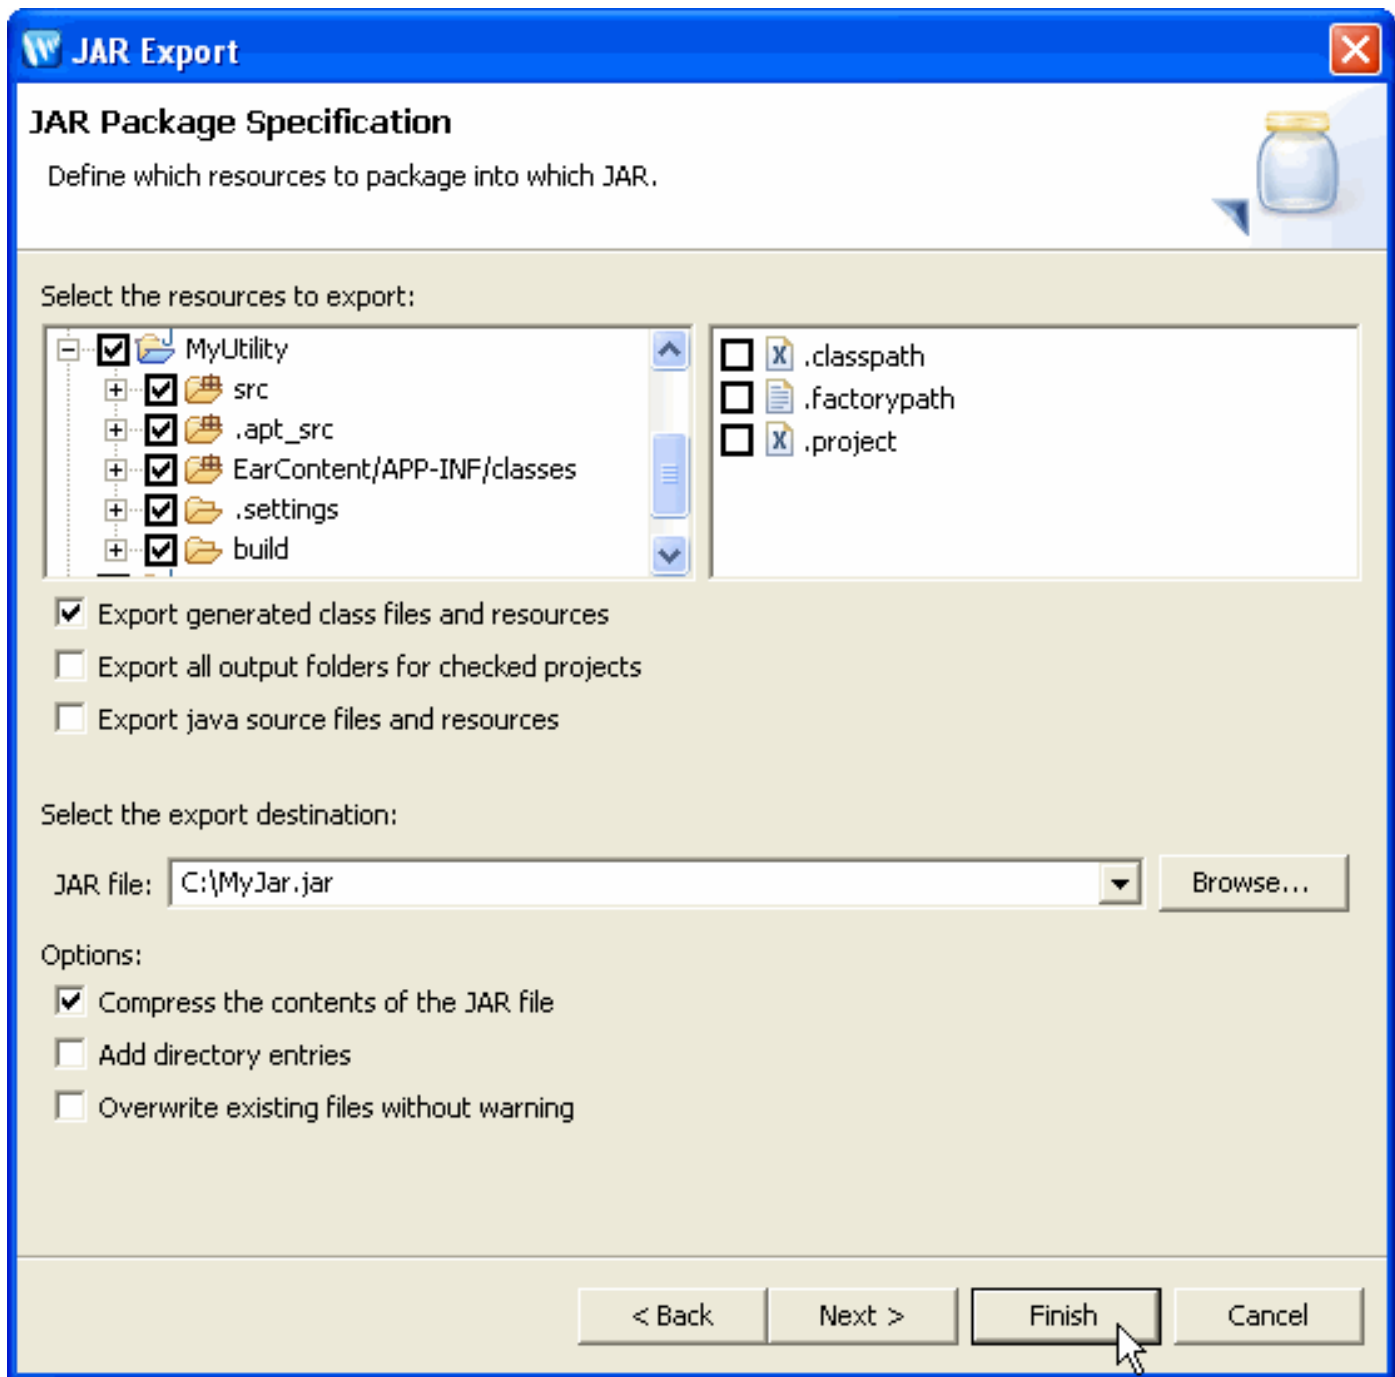 JAR Export
JAR Package Specification
Define which resources to package into which JAR.
Select the resources to export:
MyUtility
src
.apt_src
EarContent/APP-INF/classes
.settings
build
.classpath
.factorypath
.project
Export generated class files and resources
Export all output folders for checked projects
Export java source files and resources
Select the export destination:
JAR file: C:\MyJar.jar Browse...
Options:
Compress the contents of the JAR file
Add directory entries
Overwrite existing files without warning
< Back Next > Finish Cancel